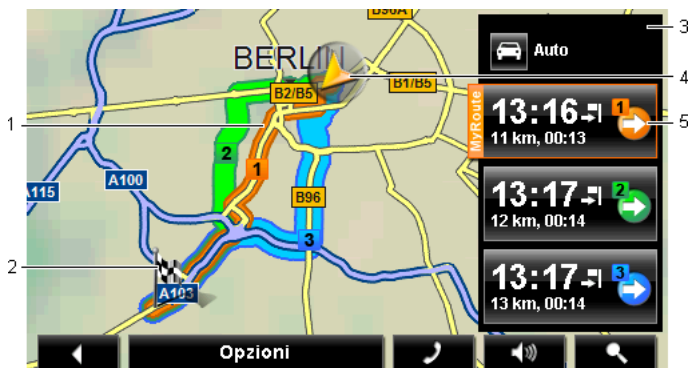 B96A
3
BERLIN
Auto
4
B2/B5
B1/B5
1
MyRoute
13:16
1
5
11 km, 00:13
2
1
A100
A115
B96
13:17
2
12 km, 00:14
3
2
A103
13:17
3
13 km, 00:14
Opzioni